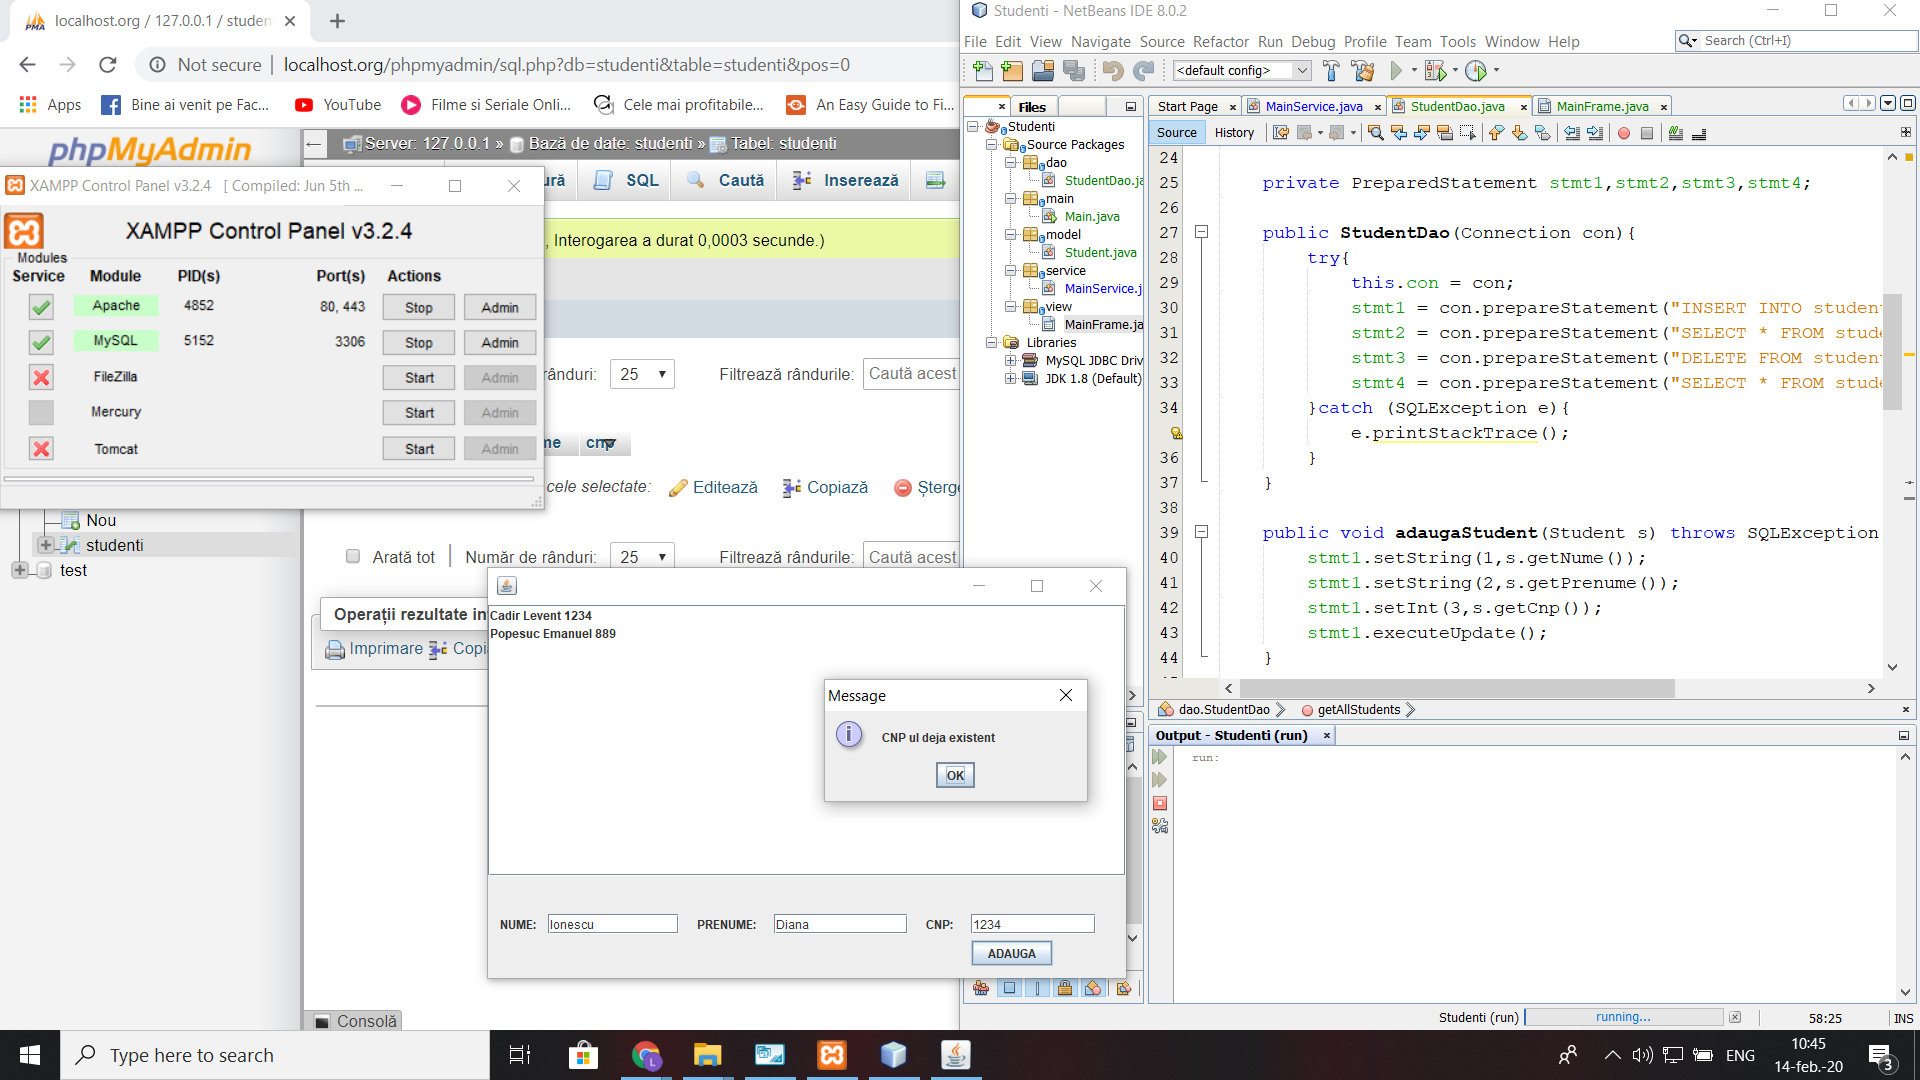 localhost.org / 127.0.0.1 / studen
Not secure | localhost.org/phpmyadmin/sql.php?db=studenti&table=studenti&pos=0
Apps Bine ai venit pe Fac... YouTube Filme si Seriale Onli... Cele mai profitabile... An Easy Guide to Fi...
phpMyAdmin
Server: 127.0.0.1 » Bază de date: studenti » Tabel: studenti
ură SQL Caută Inserează
, Interogarea a durat 0,0003 secunde.)
XAMPP Control Panel v3.2.4 [ Compiled: Jun 5th ...
XAMPP Control Panel v3.2.4
Modules
Service Module PID(s) Port(s) Actions
Apache 4852 80, 443 Stop Admin
MySQL 5152 3306 Stop Admin
FileZilla Start Admin
Mercury Start Admin
Tomcat Start Admin
rânduri: 25 Filtrează rândurile: Caută acest
me cnp
cele selectate: Editează Copiază Șterge
Nou
studenti
test
Arată tot Număr de rânduri: 25 Filtrează rândurile: Caută acest
Operații rezultate in
Imprimare Copi
Consolă
Cadir Levent 1234
Popesuc Emanuel 889
Message
CNP ul deja existent
OK
NUME: Ionescu PRENUME: Diana CNP: 1234
ADAUGA
Studenti - NetBeans IDE 8.0.2
File Edit View Navigate Source Refactor Run Debug Profile Team Tools Window Help
Search (Ctrl+I)
<default config>
Files
Studenti
Source Packages
dao
StudentDao.ja
main
Main.java
model
Student.java
service
MainService.j
view
MainFrame.ja
Libraries
MySQL JDBC Driv
JDK 1.8 (Default)
Start Page MainService.java StudentDao.java MainFrame.java
Source History
24
25 private PreparedStatement stmt1,stmt2,stmt3,stmt4;
26
27 public StudentDao(Connection con){
28 try{
29 this.con = con;
30 stmt1 = con.prepareStatement("INSERT INTO student
31 stmt2 = con.prepareStatement("SELECT * FROM stude
32 stmt3 = con.prepareStatement("DELETE FROM student
33 stmt4 = con.prepareStatement("SELECT * FROM stude
34 }catch (SQLException e){
e.printStackTrace();
36 }
37 }
38
39 public void adaugaStudent(Student s) throws SQLException
40 stmt1.setString(1,s.getNume());
41 stmt1.setString(2,s.getPrenume());
42 stmt1.setInt(3,s.getCnp());
43 stmt1.executeUpdate();
44 }
dao.StudentDao getAllStudents
Output - Studenti (run)
run:
Studenti (run) running... 58:25 INS
Type here to search
ENG
10:45
14-feb.-20
3